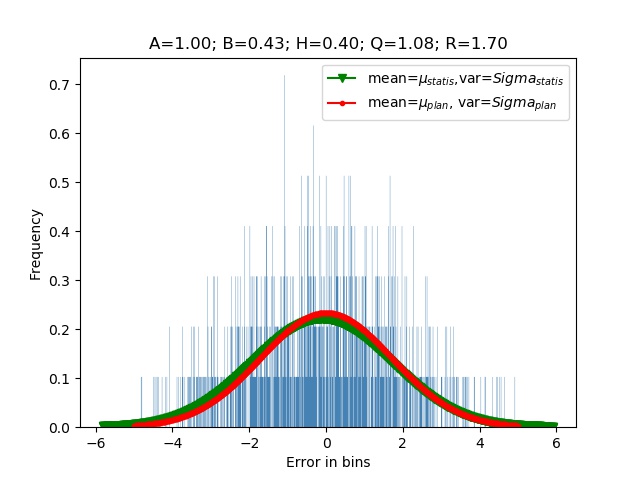 A=1.00; B=0.43; H=0.40; Q=1.08; R=1.70
mean=μstatis,var=Sigmastatis
mean=μplan, var=Sigmaplan
0.7
0.6
0.5
0.4
0.3
0.2
0.1
0.0
Frequency
−6 −4 −2 0 2 4 6
Error in bins